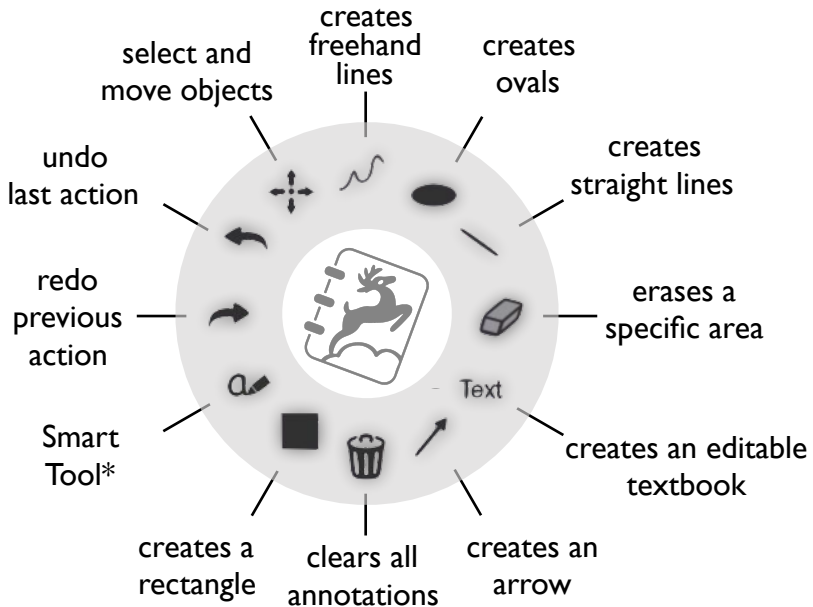 creates
freehand
lines
creates
ovals
select and
move objects
creates
straight lines
undo
last action
erases a
specific area
redo
previous
action
Text
creates an editable
textbook
Smart
Tool*
creates a
rectangle
clears all
annotations
creates an
arrow